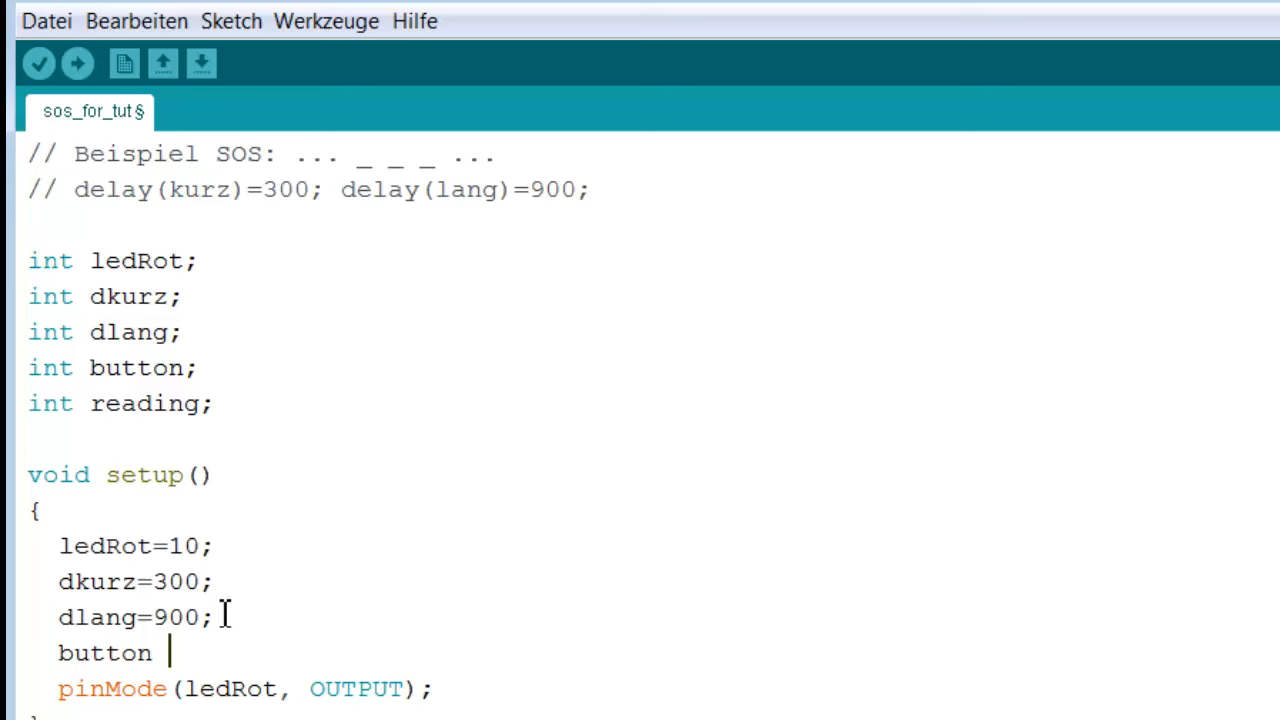 Datei Bearbeiten Sketch Werkzeuge Hilfe
sos_for_tut§
// Beispiel SOS: ... _ _ _ ...
// delay(kurz)=300; delay(lang)=900;
int ledRot;
int dkurz;
int dlang;
int button;
int reading;
void setup()
{
ledRot=10;
dkurz=300;
dlang=900;
button
pinMode(ledRot, OUTPUT);